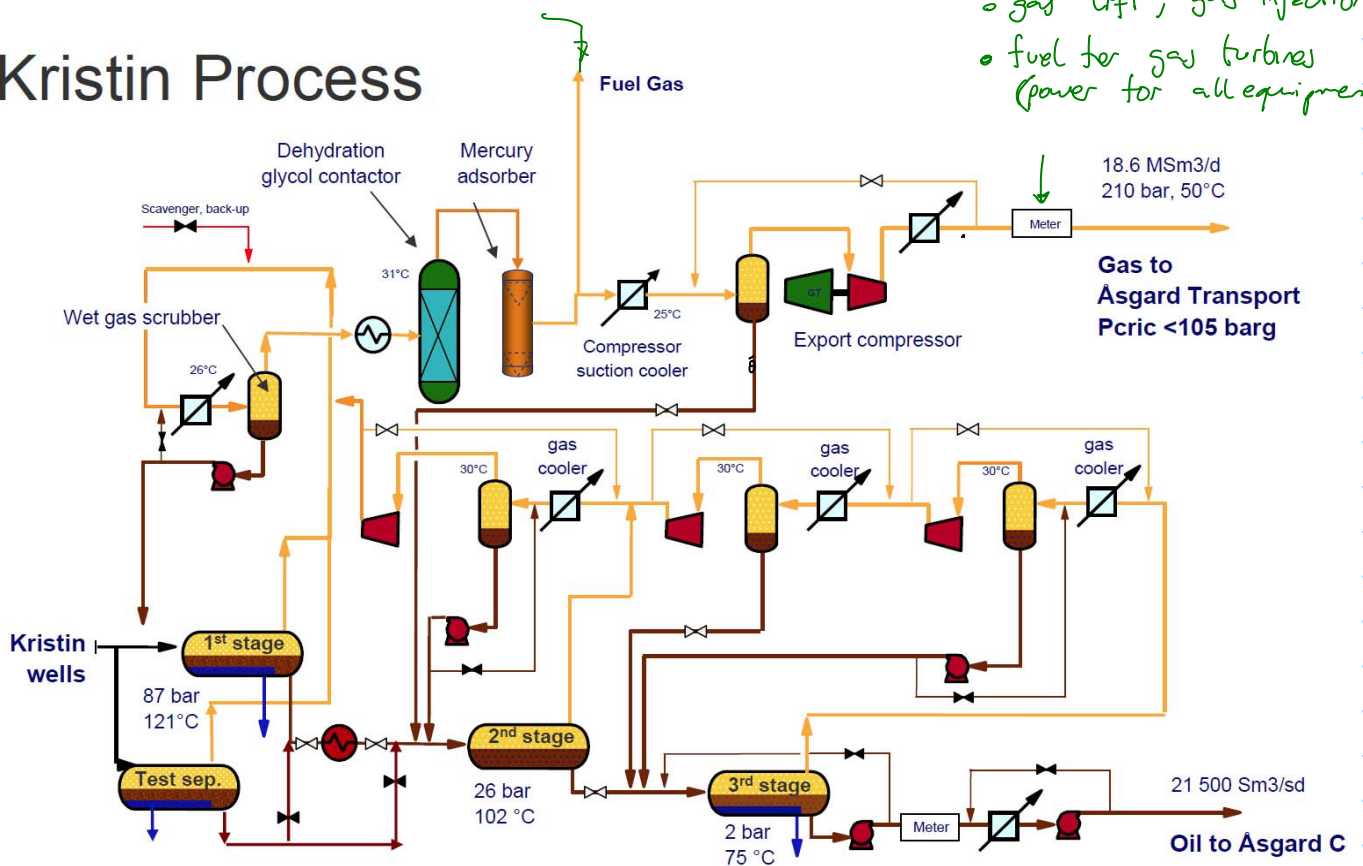 gas lift, gas injection
• fuel for gas turbines
(power for all equipmen
Kristin Process
Fuel Gas
Dehydration
glycol contactor
Mercury
adsorber
18.6 MSm3/d
210 bar, 50°C
Scavenger, back-up
Meter
31°C
Gas to
Åsgard Transport
Pcric <105 barg
Wet gas scrubber
GT
25°C
Export compressor
Compressor
suction cooler
26°C
gas
cooler
30°C
gas
cooler
30°C
gas
cooler
30°C
Kristin
wells
1st stage
87 bar
121°C
2nd stage
26 bar
102 °C
Test sep.
3rd stage
2 bar
75 °C
Meter
21 500 Sm3/sd
Oil to Åsgard C